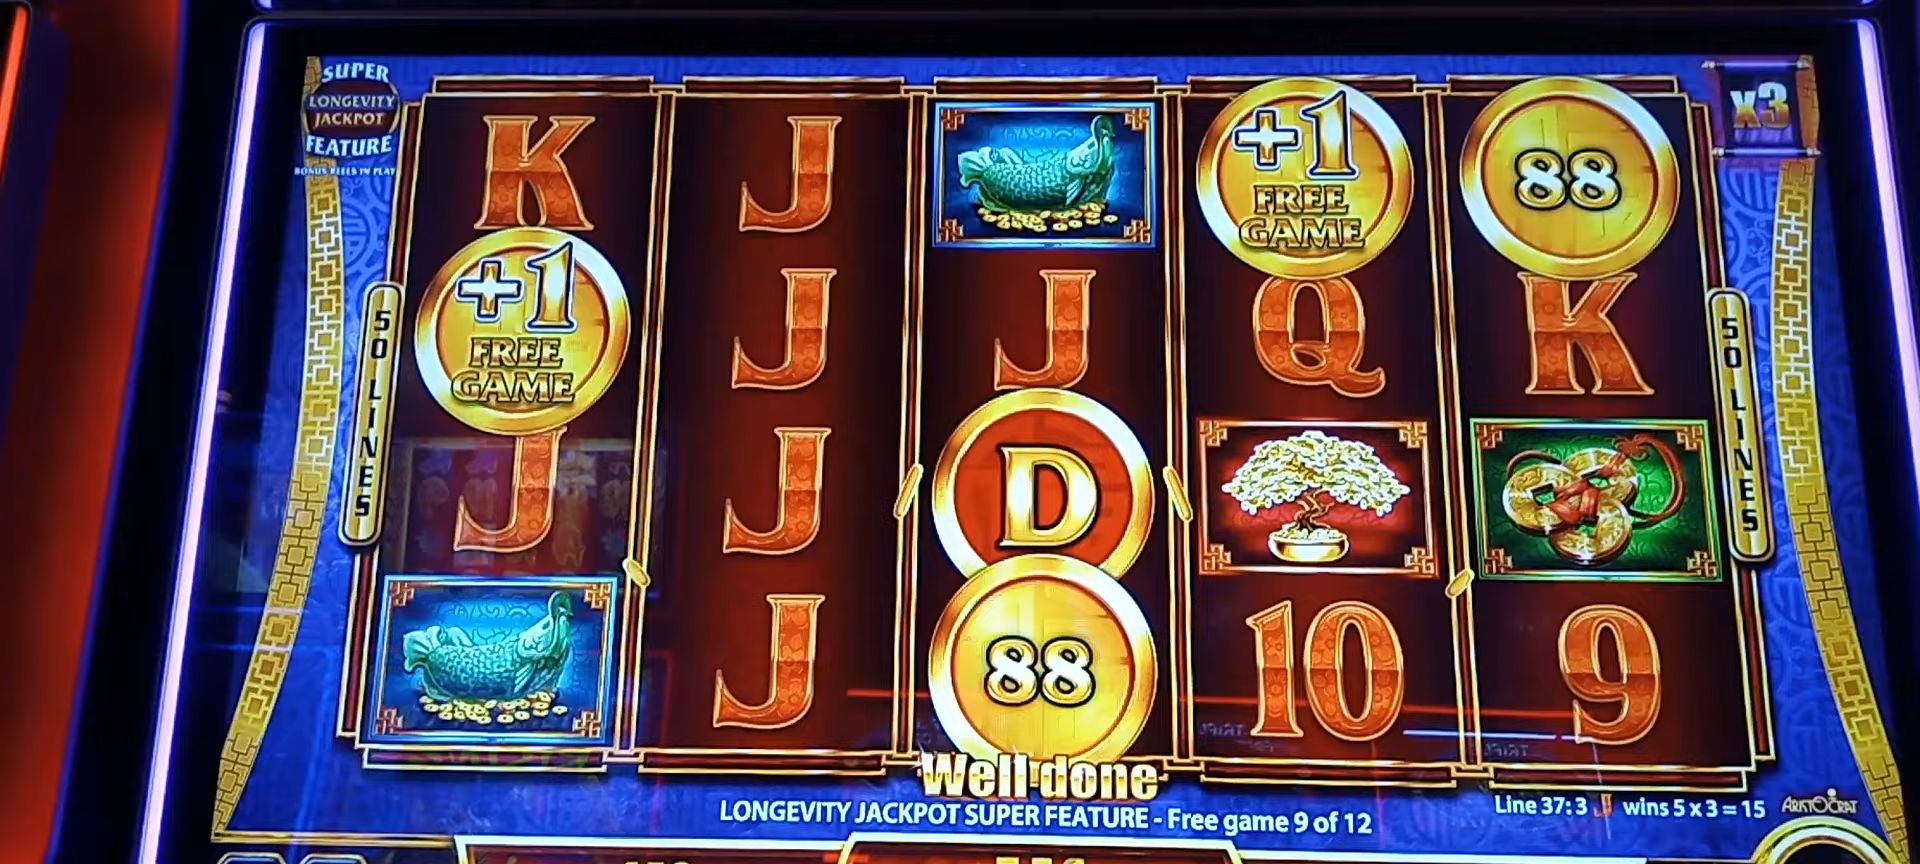 SUPER
LONGEVITY
JACKPOT
FEATURE
BONUS REELS IN PLAY
x3
50 LINES
50 LINES
K
J
+1
FREE
GAME
88
+1
FREE
GAME
J
J
Q
K
J
J
D
J
88
10
9
Well done
LONGEVITY JACKPOT SUPER FEATURE - Free game 9 of 12
Line 37: 3 J wins 5 x 3 = 15
ARISTOCRAT